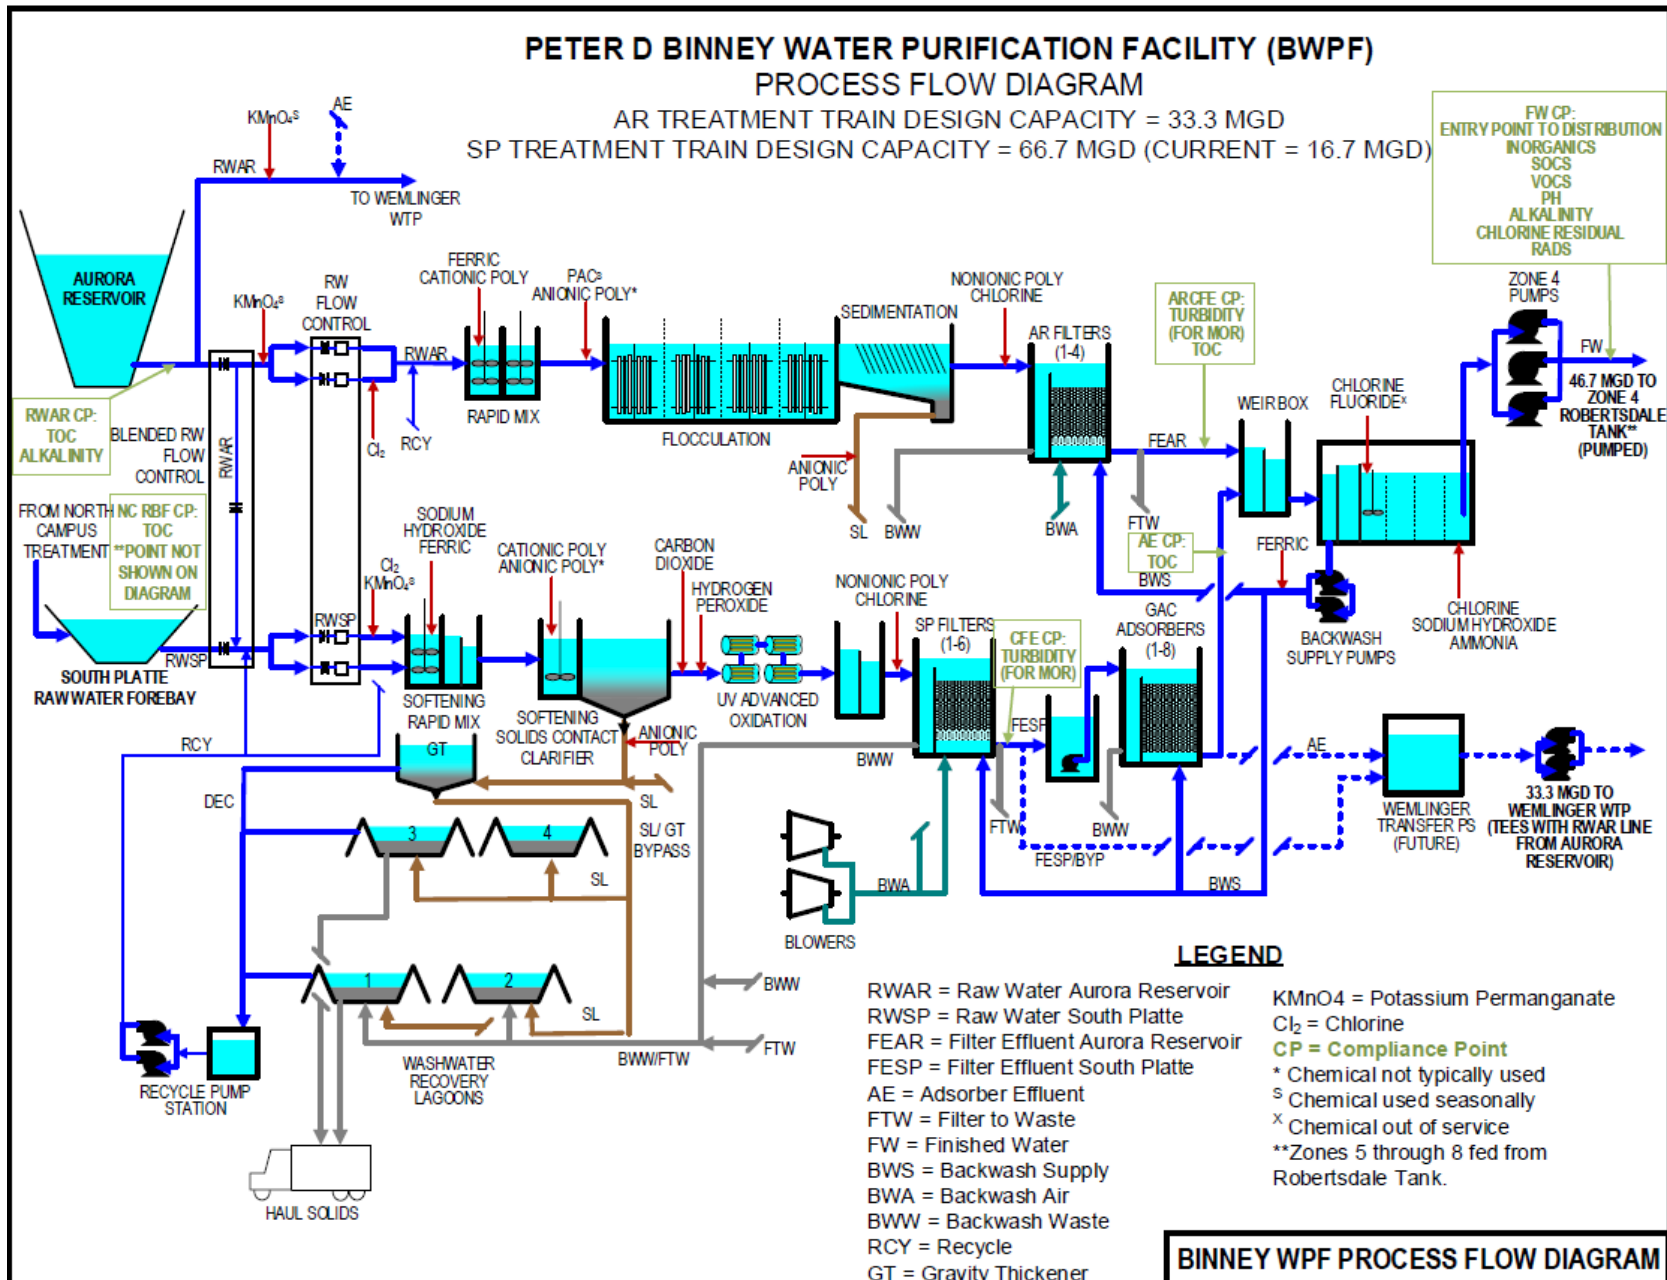 PETER D BINNEY WATER PURIFICATION FACILITY (BWPF)
PROCESS FLOW DIAGRAM
AR TREATMENT TRAIN DESIGN CAPACITY = 33.3 MGD
SP TREATMENT TRAIN DESIGN CAPACITY = 66.7 MGD (CURRENT = 16.7 MGD)
FW CP:
ENTRY POINT TO DISTRIBUTION
INORGANICS
SOCS
VOCS
PH
ALKALINITY
CHLORINE RESIDUAL
RADS
KMnO₄ˢ
AE
RWAR
TO WEMLINGER
WTP
AURORA
RESERVOIR
KMnO₄ˢ
RW
FLOW
CONTROL
FERRIC
CATIONIC POLY
PACˢ
ANIONIC POLY*
SEDIMENTATION
NONIONIC POLY
CHLORINE
AR FILTERS
(1-4)
ARCFE CP:
TURBIDITY
(FOR MOR)
TOC
ZONE 4
PUMPS
FW
46.7 MGD TO
ZONE 4
ROBERTSDALE
TANK**
(PUMPED)
RWAR
RAPID MIX
FLOCCULATION
RWAR CP:
TOC
ALKALINITY
BLENDED RW
FLOW
CONTROL
RWAR
Cl₂
RCY
ANIONIC
POLY
SL
BWW
BWA
FEAR
FTW
WEIR BOX
CHLORINE
FLUORIDEˣ
FROM NORTH
CAMPUS
TREATMENT
NC RBF CP:
TOC
**POINT NOT
SHOWN ON
DIAGRAM
SODIUM
HYDROXIDE
FERRIC
Cl₂
KMnO₄ˢ
CATIONIC POLY
ANIONIC POLY*
CARBON
DIOXIDE
HYDROGEN
PEROXIDE
NONIONIC POLY
CHLORINE
AE CP:
TOC
FERRIC
BWS
BACKWASH
SUPPLY PUMPS
CHLORINE
SODIUM HYDROXIDE
AMMONIA
RWSP
RWSP
SOUTH PLATTE
RAW WATER FOREBAY
SOFTENING
RAPID MIX
SOFTENING
SOLIDS CONTACT
CLARIFIER
ANIONIC
POLY
UV ADVANCED
OXIDATION
SP FILTERS
(1-6)
CFE CP:
TURBIDITY
(FOR MOR)
GAC
ADSORBERS
(1-8)
FESP
BWW
FTW
BWW
AE
WEMLINGER
TRANSFER PS
(FUTURE)
33.3 MGD TO
WEMLINGER WTP
(TEES WITH RWAR LINE
FROM AURORA
RESERVOIR)
FESP/BYP
BWS
RCY
GT
DEC
SL
SL/ GT
BYPASS
3
4
SL
BWA
BLOWERS
1
2
SL
BWW
FTW
BWW/FTW
WASHWATER
RECOVERY
LAGOONS
RECYCLE PUMP
STATION
HAUL SOLIDS
LEGEND
RWAR = Raw Water Aurora Reservoir
RWSP = Raw Water South Platte
FEAR = Filter Effluent Aurora Reservoir
FESP = Filter Effluent South Platte
AE = Adsorber Effluent
FTW = Filter to Waste
FW = Finished Water
BWS = Backwash Supply
BWA = Backwash Air
BWW = Backwash Waste
RCY = Recycle
GT = Gravity Thickener
KMnO4 = Potassium Permanganate
Cl₂ = Chlorine
CP = Compliance Point
* Chemical not typically used
ˢ Chemical used seasonally
ˣ Chemical out of service
**Zones 5 through 8 fed from
Robertsdale Tank.
BINNEY WPF PROCESS FLOW DIAGRAM